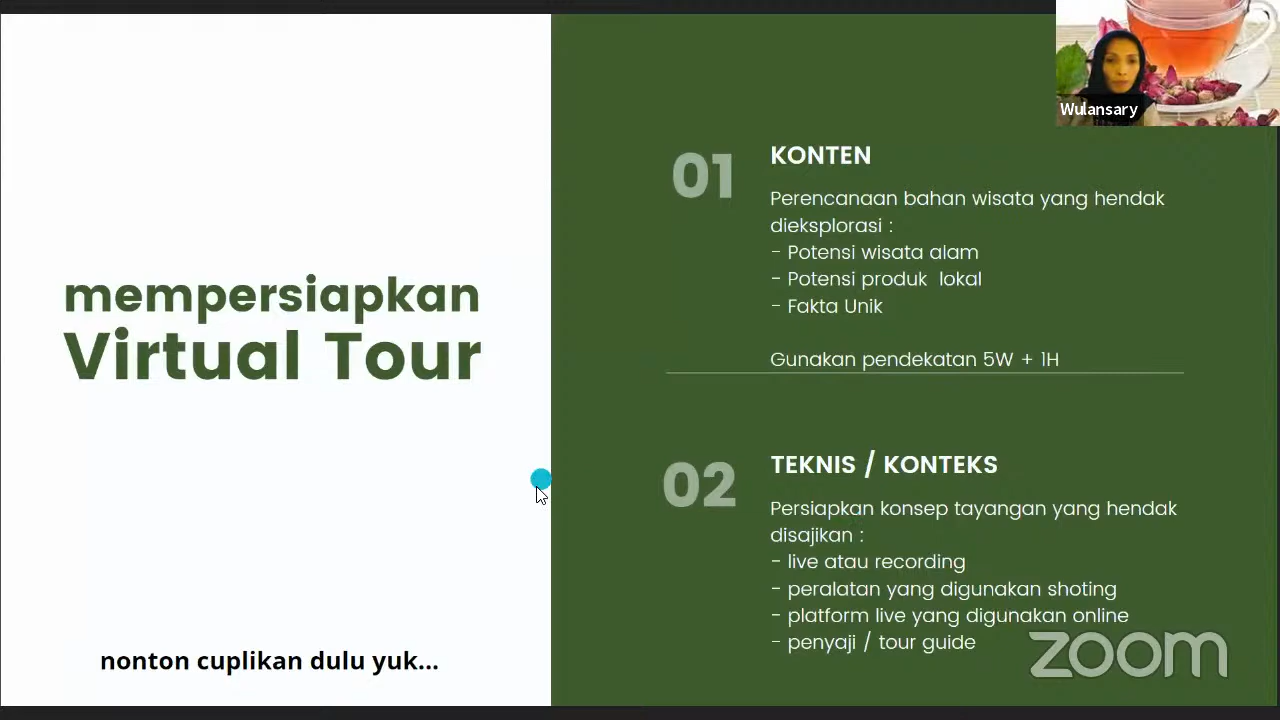 Wulansary
mempersiapkan
Virtual Tour
nonton cuplikan dulu yuk...
01
KONTEN
Perencanaan bahan wisata yang hendak
dieksplorasi :
- Potensi wisata alam
- Potensi produk  lokal
- Fakta Unik
Gunakan pendekatan 5W + 1H
02
TEKNIS / KONTEKS
Persiapkan konsep tayangan yang hendak
disajikan :
- live atau recording
- peralatan yang digunakan shoting
- platform live yang digunakan online
- penyaji / tour guide
zoom